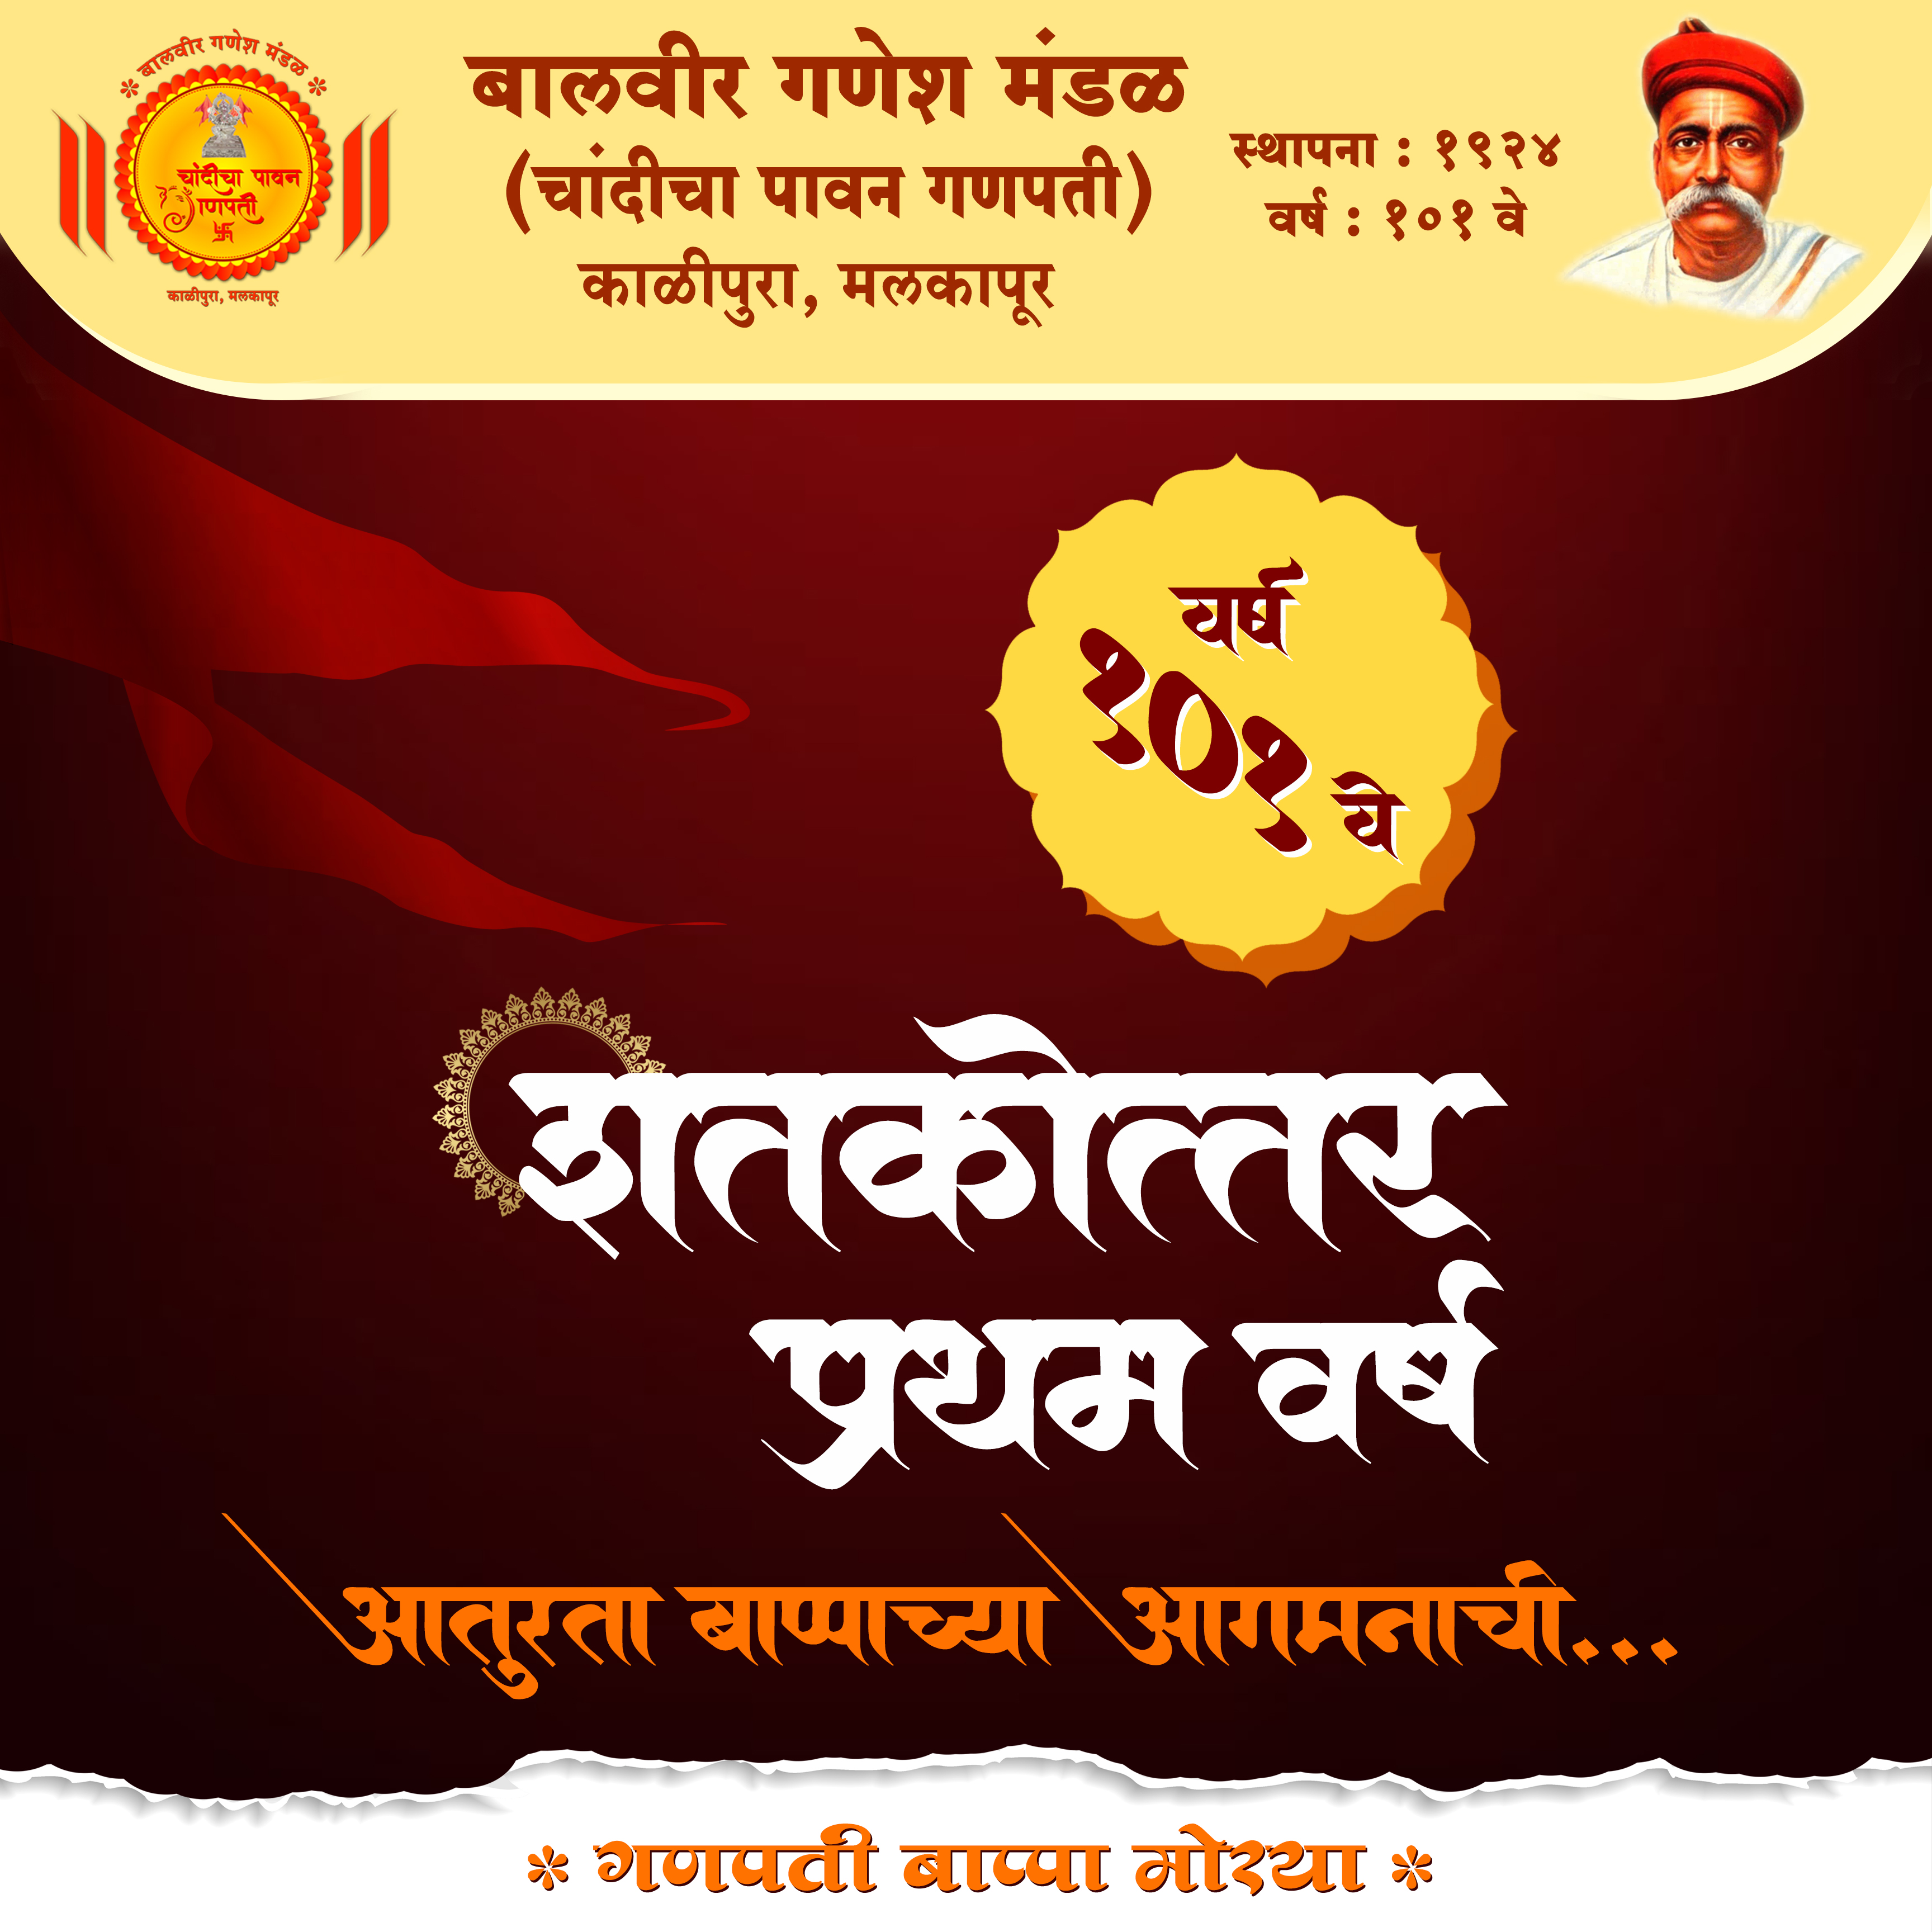 बालवीर गणेश मंडळ
चांदीचा पावन
गणपती
काळीपुरा, मलकापूर
बालवीर गणेश मंडळ
(चांदीचा पावन गणपती)
काळीपुरा, मलकापूर
स्थापना : १९२४
वर्ष : १०१ वे
वर्ष
१०१ वे
शतकोत्तर
प्रथम वर्ष
आतुरता बाप्पाच्या आगमनाची...
* गणपती बाप्पा मोरया *